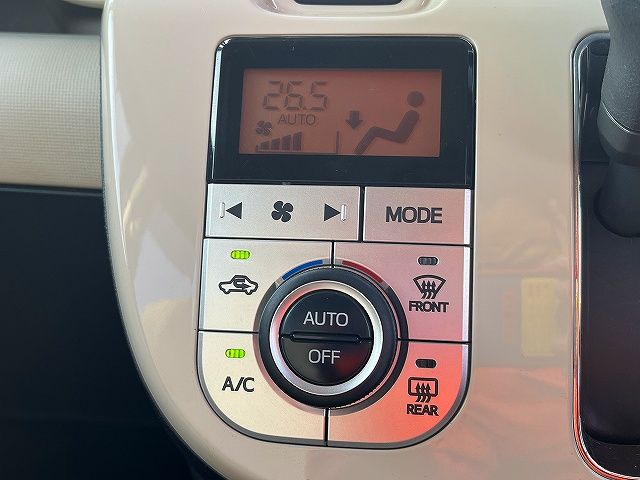 26.5
AUTO
MODE
FRONT
AUTO
OFF
A/C
REAR